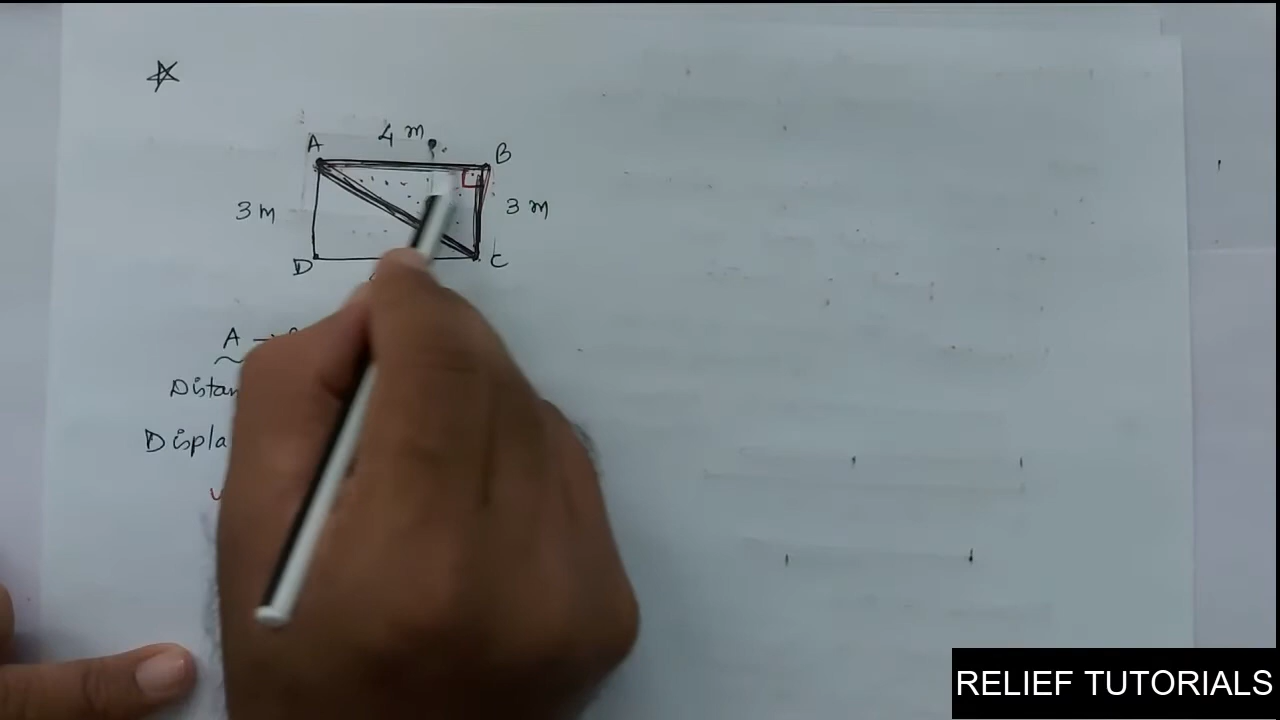 4 m
A
B
3 m
3 m
D
C
A →
Distan
Displa
RELIEF TUTORIALS